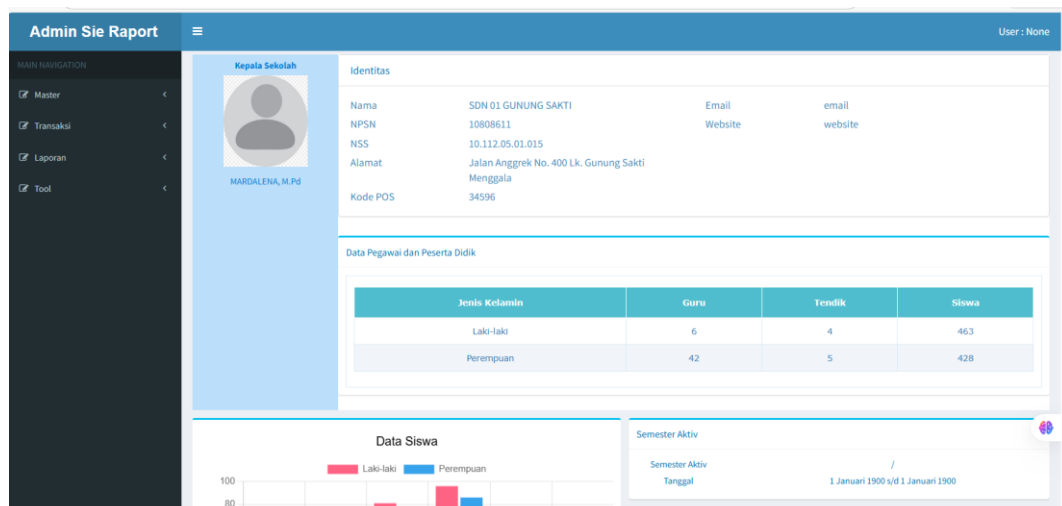 Admin Sie Raport
User : None
MAIN NAVIGATION
Master
Transaksi
Laporan
Tool
Kepala Sekolah
MARDALENA, M.Pd
Identitas
Nama SDN 01 GUNUNG SAKTI Email email
NPSN 10808611 Website website
NSS 10.112.05.01.015
Alamat Jalan Anggrek No. 400 Lk. Gunung Sakti
Menggala
Kode POS 34596
Data Pegawai dan Peserta Didik
Jenis Kelamin Guru Tendik Siswa
Laki-laki 6 4 463
Perempuan 42 5 428
Data Siswa
Laki-laki Perempuan
100
80
Semester Aktiv
Semester Aktiv /
Tanggal 1 Januari 1900 s/d 1 Januari 1900